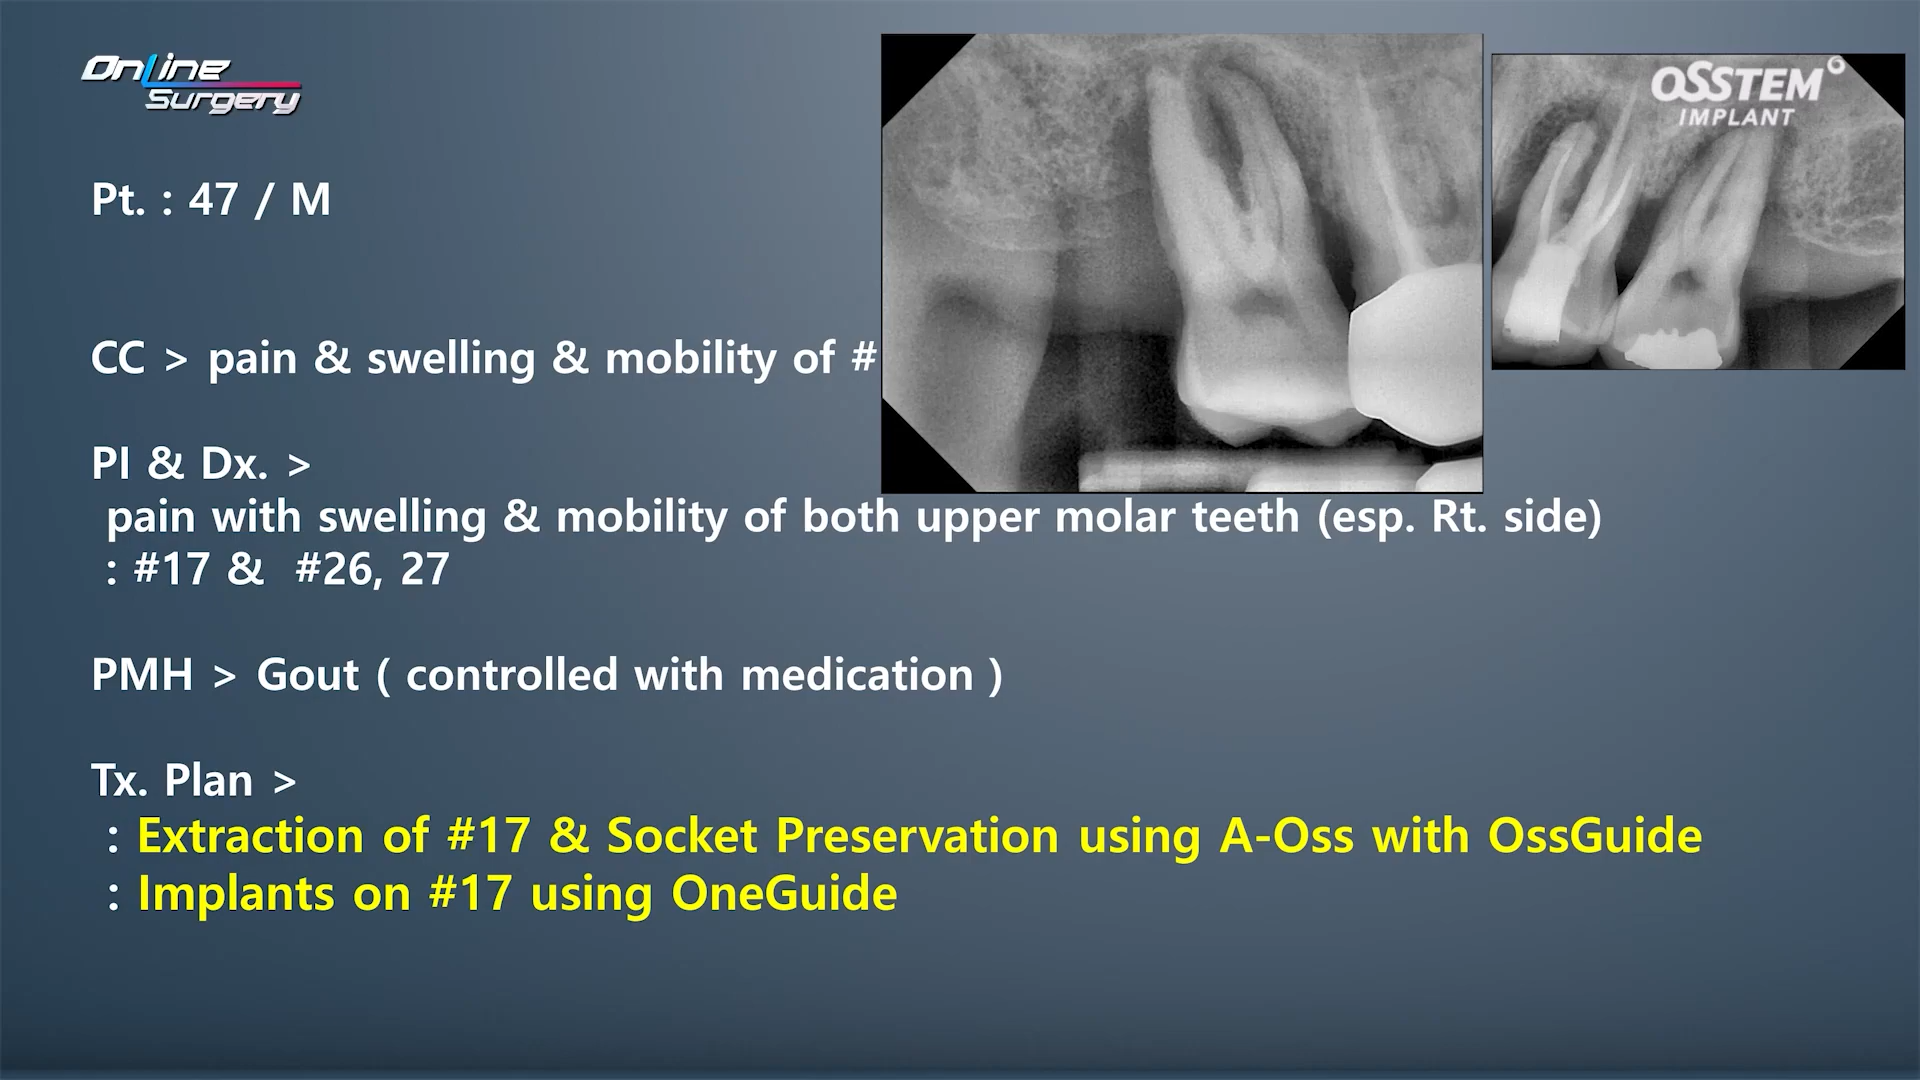 OnLine
Surgery
OSSTEM
IMPLANT
Pt. : 47 / M
CC > pain & swelling & mobility of #
PI & Dx. >
pain with swelling & mobility of both upper molar teeth (esp. Rt. side)
: #17 & #26, 27
PMH > Gout ( controlled with medication )
Tx. Plan >
: Extraction of #17 & Socket Preservation using A-Oss with OssGuide
: Implants on #17 using OneGuide